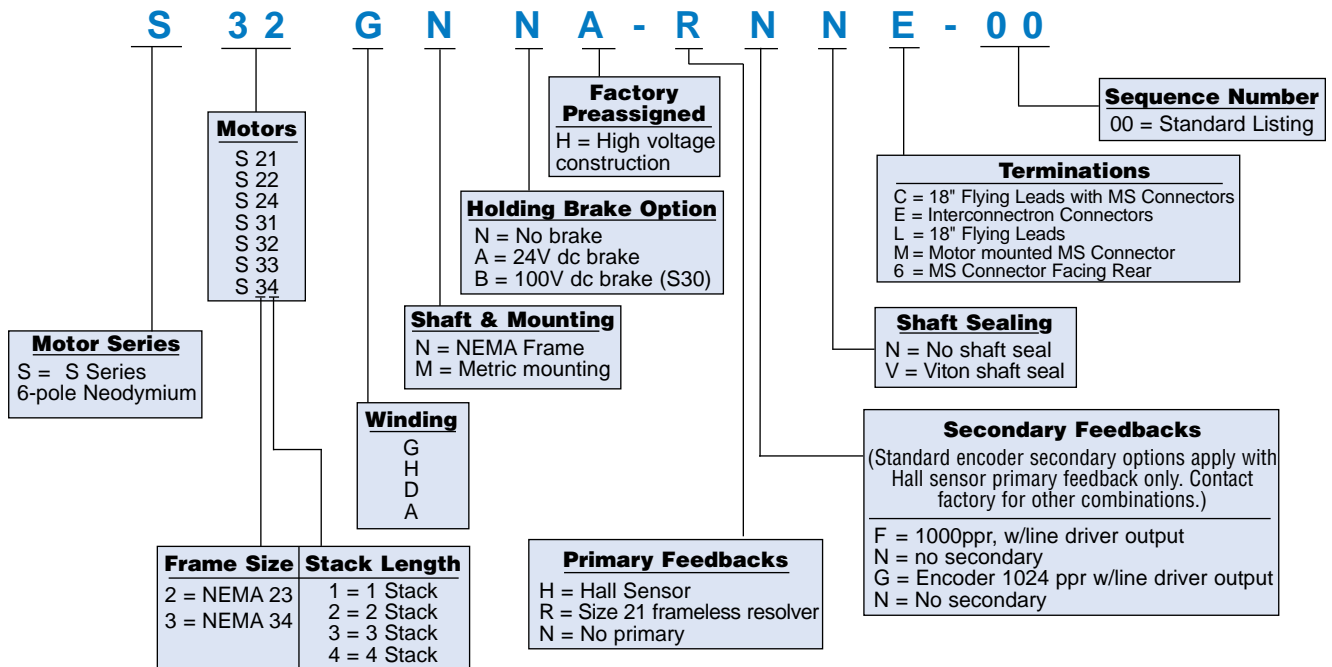 S 32 G N N A - R N N E - 00
Factory
Preassigned
H = High voltage
construction
Sequence Number
00 = Standard Listing
Motors
S 21
S 22
S 24
S 31
S 32
S 33
S 34
Terminations
C = 18" Flying Leads with MS Connectors
E = Interconnectron Connectors
L = 18" Flying Leads
M = Motor mounted MS Connector
6 = MS Connector Facing Rear
Holding Brake Option
N = No brake
A = 24V dc brake
B = 100V dc brake (S30)
Shaft & Mounting
N = NEMA Frame
M = Metric mounting
Shaft Sealing
N = No shaft seal
V = Viton shaft seal
Motor Series
S = S Series
6-pole Neodymium
Winding
G
H
D
A
Secondary Feedbacks
(Standard encoder secondary options apply with
Hall sensor primary feedback only. Contact
factory for other combinations.)
F = 1000ppr, w/line driver output
N = no secondary
G = Encoder 1024 ppr w/line driver output
N = No secondary
Frame Size
2 = NEMA 23
3 = NEMA 34
Stack Length
1 = 1 Stack
2 = 2 Stack
3 = 3 Stack
4 = 4 Stack
Primary Feedbacks
H = Hall Sensor
R = Size 21 frameless resolver
N = No primary